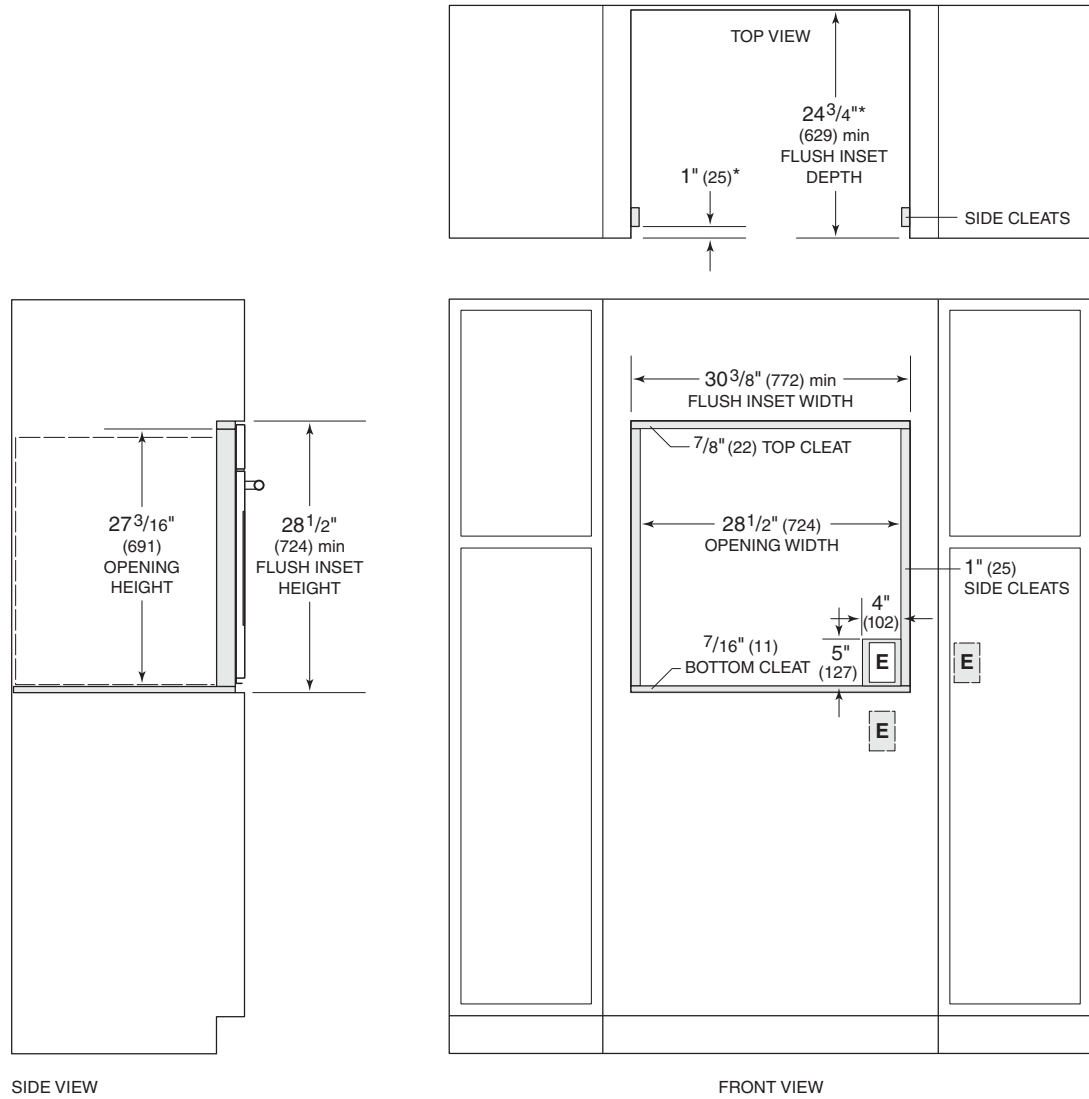 TOP VIEW
24 3/4"*
(629) min
FLUSH INSET
DEPTH
1" (25)*
SIDE CLEATS
30 3/8" (772) min
FLUSH INSET WIDTH
7/8" (22) TOP CLEAT
27 3/16"
(691)
OPENING
HEIGHT
28 1/2"
(724) min
FLUSH INSET
HEIGHT
28 1/2" (724)
OPENING WIDTH
1" (25)
SIDE CLEATS
4"
(102)
7/16" (11)
BOTTOM CLEAT
5"
(127)
E
E
E
SIDE VIEW
FRONT VIEW